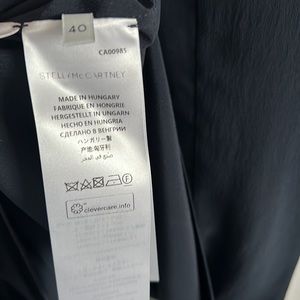 40
CA00985
STELLA McCARTNEY
MADE IN HUNGARY
FABRIQUÉ EN HONGRIE
HERGESTELLT IN UNGARN
HECHO EN HUNGRÍA
СДЕЛАНО В ВЕНГРИИ
ハンガリー製
产地:匈牙利
صنع في المجر
clevercare.info